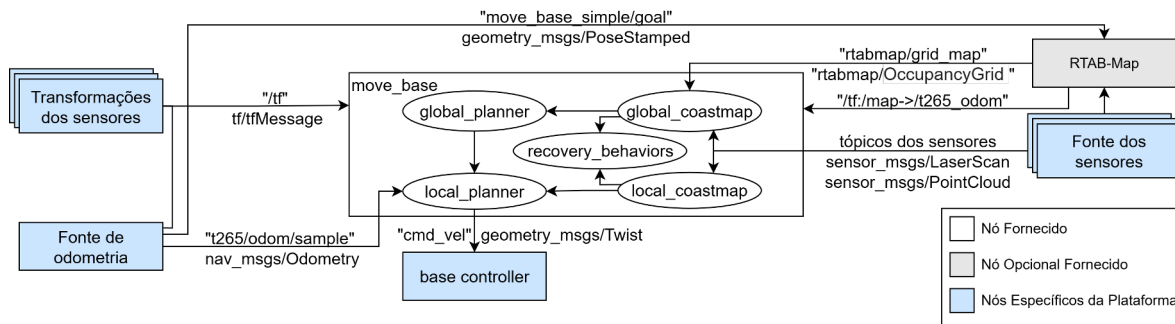 "move_base_simple/goal"
geometry_msgs/PoseStamped
"rtabmap/grid_map"
"rtabmap/OccupancyGrid "
RTAB-Map
Transformações
dos sensores
"/tf"
tf/tfMessage
move_base
"/tf:/map->/t265_odom"
global_planner
global_coastmap
recovery_behaviors
local_planner
local_coastmap
tópicos dos sensores
sensor_msgs/LaserScan
sensor_msgs/PointCloud
Fonte dos
sensores
Fonte de
odometria
"t265/odom/sample"
nav_msgs/Odometry
"cmd_vel"
geometry_msgs/Twist
base controller
Nó Fornecido
Nó Opcional Fornecido
Nós Específicos da Plataforma